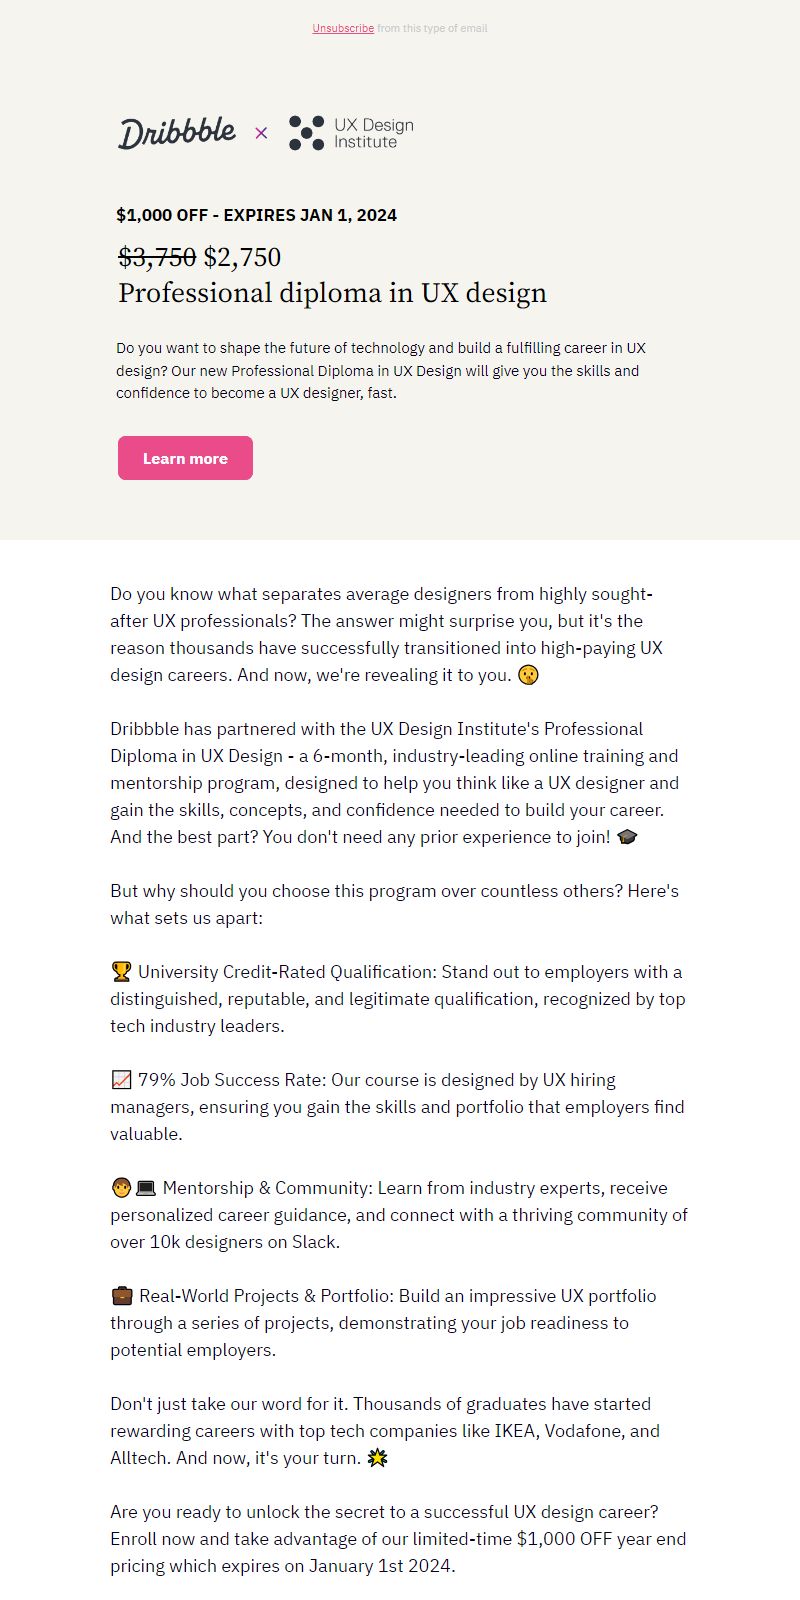 Unsubscribe from this type of email
Dribbble × UX Design
Institute
$1,000 OFF - EXPIRES JAN 1, 2024
$3,750 $2,750
Professional diploma in UX design
Do you want to shape the future of technology and build a fulfilling career in UX
design? Our new Professional Diploma in UX Design will give you the skills and
confidence to become a UX designer, fast.
Learn more
Do you know what separates average designers from highly sought-
after UX professionals? The answer might surprise you, but it's the
reason thousands have successfully transitioned into high-paying UX
design careers. And now, we're revealing it to you. 🤫
Dribbble has partnered with the UX Design Institute's Professional
Diploma in UX Design - a 6-month, industry-leading online training and
mentorship program, designed to help you think like a UX designer and
gain the skills, concepts, and confidence needed to build your career.
And the best part? You don't need any prior experience to join! 🎓
But why should you choose this program over countless others? Here's
what sets us apart:
🏆 University Credit-Rated Qualification: Stand out to employers with a
distinguished, reputable, and legitimate qualification, recognized by top
tech industry leaders.
📈 79% Job Success Rate: Our course is designed by UX hiring
managers, ensuring you gain the skills and portfolio that employers find
valuable.
🧑💻 Mentorship & Community: Learn from industry experts, receive
personalized career guidance, and connect with a thriving community of
over 10k designers on Slack.
💼 Real-World Projects & Portfolio: Build an impressive UX portfolio
through a series of projects, demonstrating your job readiness to
potential employers.
Don't just take our word for it. Thousands of graduates have started
rewarding careers with top tech companies like IKEA, Vodafone, and
Alltech. And now, it's your turn. 🌟
Are you ready to unlock the secret to a successful UX design career?
Enroll now and take advantage of our limited-time $1,000 OFF year end
pricing which expires on January 1st 2024.